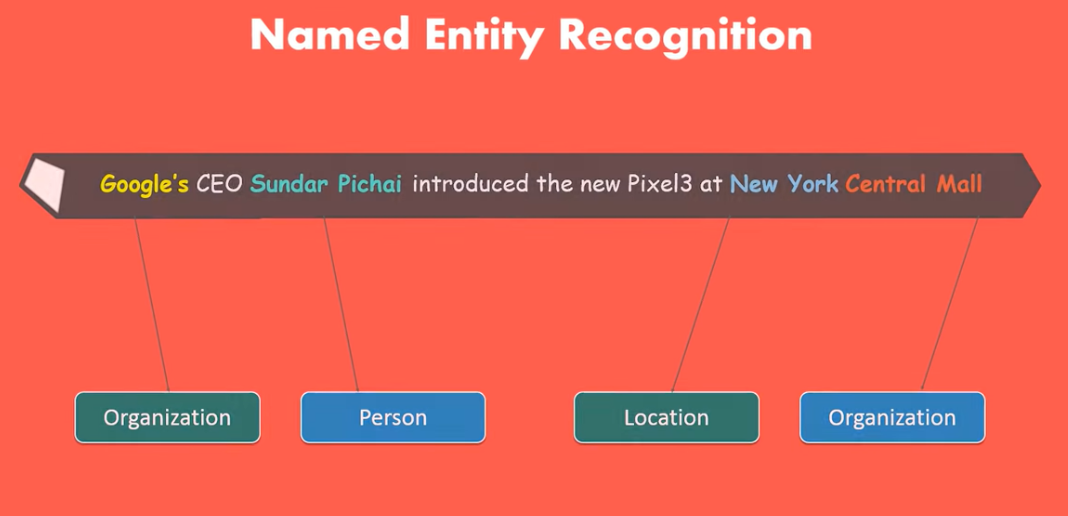 Named Entity Recognition
Google's CEO Sundar Pichai introduced the new Pixel3 at New York Central Mall
Organization
Person
Location
Organization